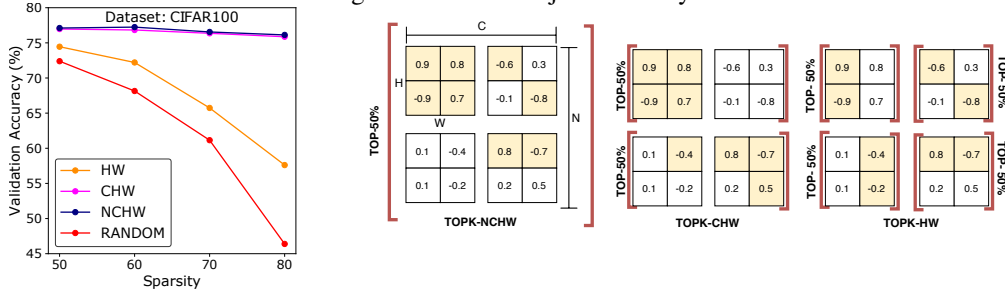 Dataset: CIFAR100
Validation Accuracy (%)
80
75
70
65
60
55
50
45
HW
CHW
NCHW
RANDOM
50 60 70 80
Sparsity
TOP-50%
C
H
W
N
0.9 0.8 -0.6 0.3
-0.9 0.7 -0.1 -0.8
0.1 -0.4 0.8 -0.7
0.1 -0.2 0.2 0.5
TOPK-NCHW
TOP-50%
0.9 0.8 -0.6 0.3
-0.9 0.7 -0.1 -0.8
TOP-50%
0.1 -0.4 0.8 -0.7
0.1 -0.2 0.2 0.5
TOPK-CHW
TOP- 50%
0.9 0.8 -0.6 0.3
-0.9 0.7 -0.1 -0.8
TOP- 50%
TOP- 50%
0.1 -0.4 0.8 -0.7
0.1 -0.2 0.2 0.5
TOP- 50%
TOPK-HW